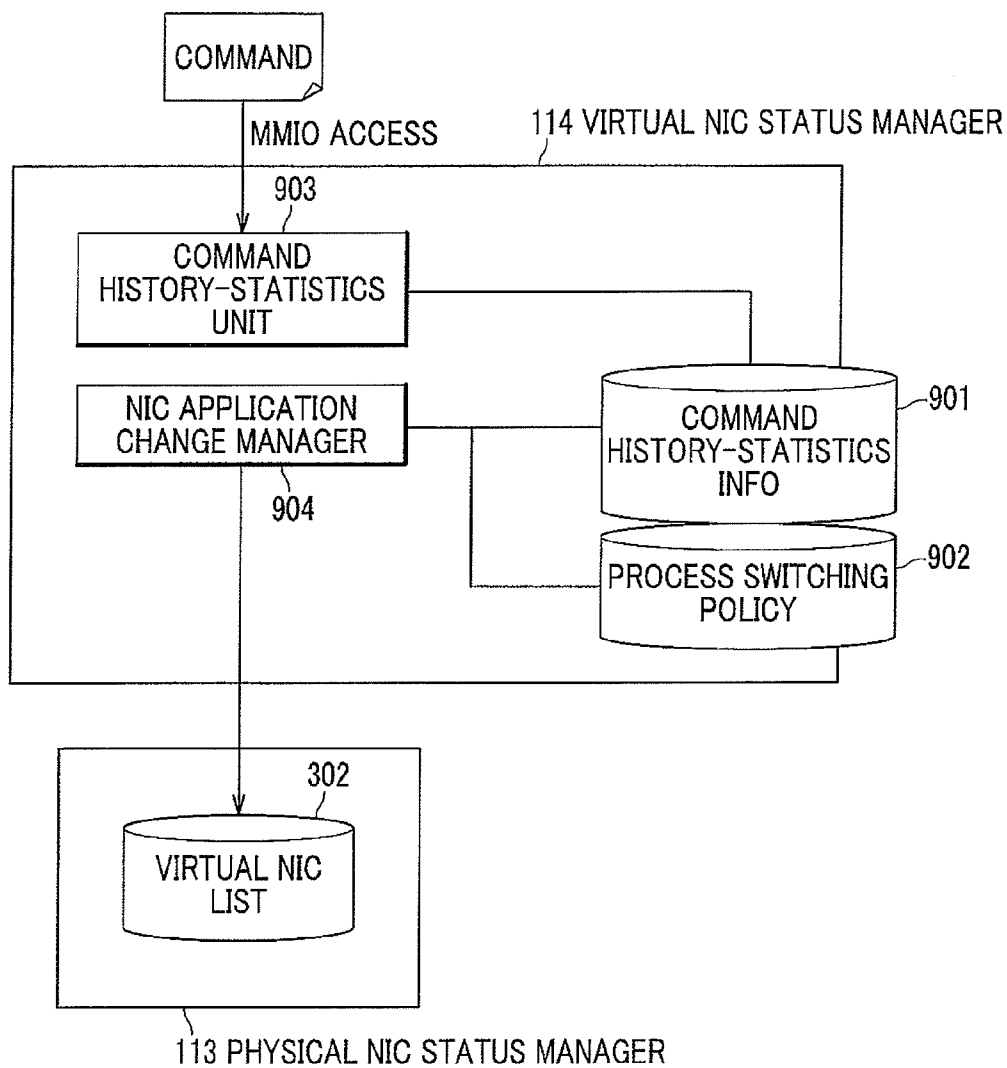 COMMAND
MMIO ACCESS
114 VIRTUAL NIC STATUS MANAGER
903
COMMAND
HISTORY-STATISTICS
UNIT
NIC APPLICATION
CHANGE MANAGER
904
901
COMMAND
HISTORY-STATISTICS
INFO
902
PROCESS SWITCHING
POLICY
302
VIRTUAL NIC
LIST
113 PHYSICAL NIC STATUS MANAGER